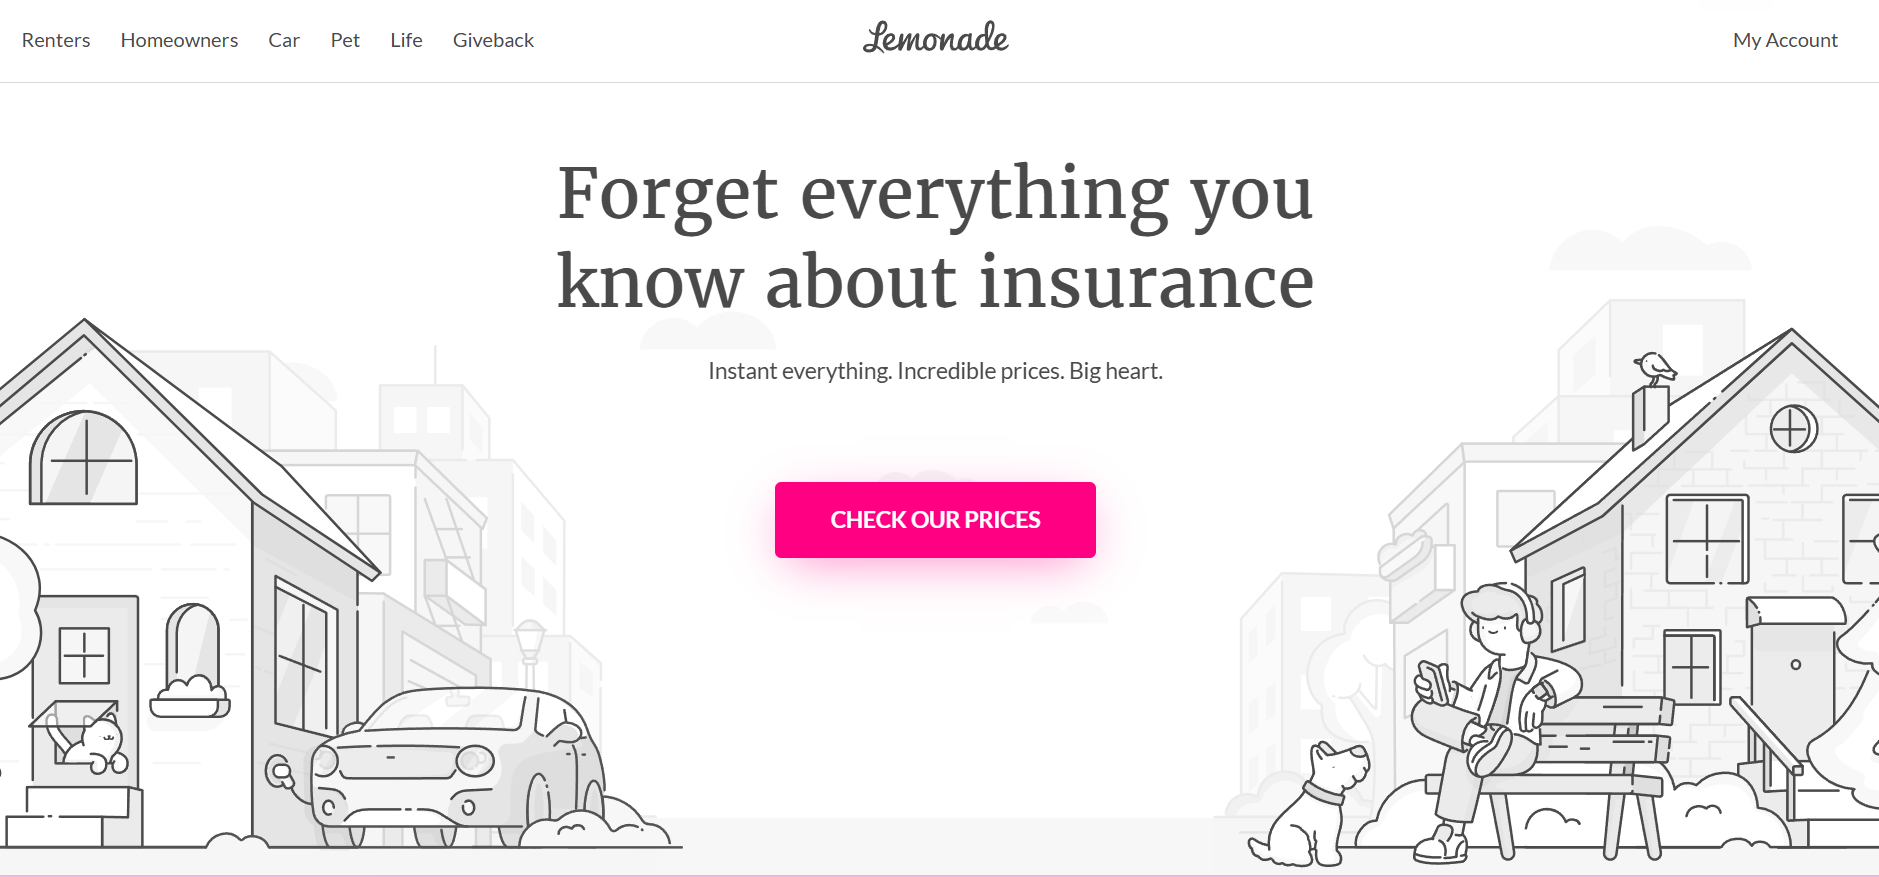 Renters Homeowners Car Pet Life Giveback Lemonade My Account
Forget everything you
know about insurance
Instant everything. Incredible prices. Big heart.
CHECK OUR PRICES